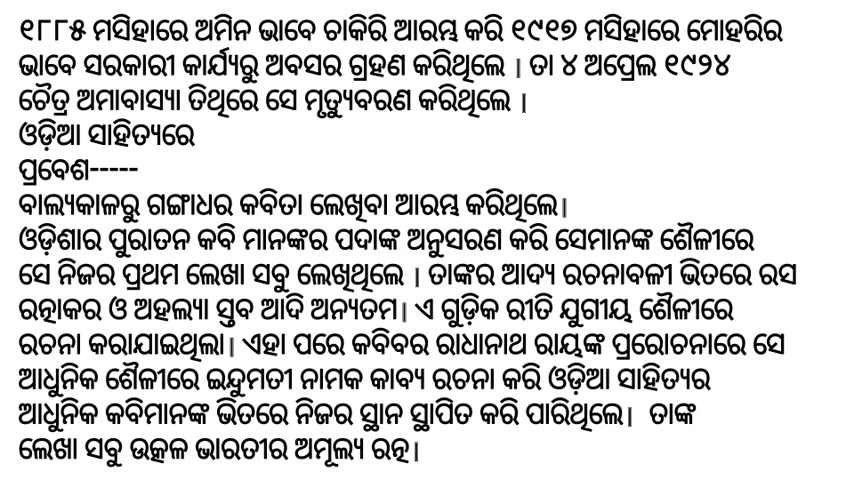 ୧୮୮୫ ମସିହାରେ ଅମିନ ଭାବେ ଚାକିରି ଆରମ୍ଭ କରି ୧୯୧୭ ମସିହାରେ ମୋହରିର
ଭାବେ ସରକାରୀ କାର୍ଯ୍ୟରୁ ଅବସର ଗ୍ରହଣ କରିଥିଲେ । ତା ୪ ଅପ୍ରେଲ ୧୯୨୪
ଚୈତ୍ର ଅମାବାସ୍ୟା ତିଥିରେ ସେ ମୃତ୍ୟୁବରଣ କରିଥିଲେ ।
ଓଡ଼ିଆ ସାହିତ୍ୟରେ
ପ୍ରବେଶ-----
ବାଲ୍ୟକାଳରୁ ଗଙ୍ଗାଧର କବିତା ଲେଖିବା ଆରମ୍ଭ କରିଥିଲେ।
ଓଡ଼ିଶାର ପୁରାତନ କବି ମାନଙ୍କର ପଦାଙ୍କ ଅନୁସରଣ କରି ସେମାନଙ୍କ ଶୈଳୀରେ
ସେ ନିଜର ପ୍ରଥମ ଲେଖା ସବୁ ଲେଖିଥିଲେ । ତାଙ୍କର ଆଦ୍ୟ ରଚନାବଳୀ ଭିତରେ ରସ
ରତ୍ନାକର ଓ ଅହଲ୍ୟା ସ୍ତବ ଆଦି ଅନ୍ୟତମ। ଏ ଗୁଡ଼ିକ ରୀତି ଯୁଗୀୟ ଶୈଳୀରେ
ରଚନା କରାଯାଇଥିଲା। ଏହା ପରେ କବିବର ରାଧାନାଥ ରାୟଙ୍କ ପ୍ରରୋଚନାରେ ସେ
ଆଧୁନିକ ଶୈଳୀରେ ଇନ୍ଦୁମତୀ ନାମକ କାବ୍ୟ ରଚନା କରି ଓଡ଼ିଆ ସାହିତ୍ୟର
ଆଧୁନିକ କବିମାନଙ୍କ ଭିତରେ ନିଜର ସ୍ଥାନ ସ୍ଥାପିତ କରି ପାରିଥିଲେ। ତାଙ୍କ
ଲେଖା ସବୁ ଉତ୍କଳ ଭାରତୀର ଅମୂଲ୍ୟ ରତ୍ନ।